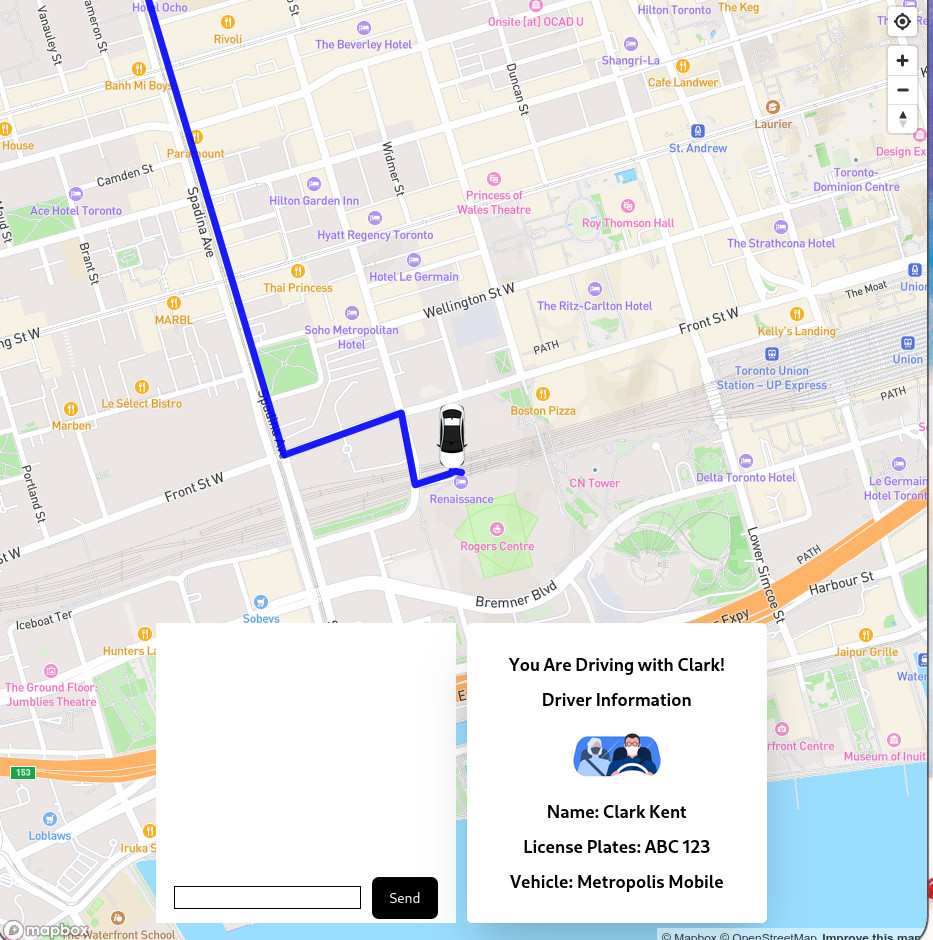 Hotel Ocho
Onsite [at] OCAD U
Hilton Toronto
The Keg
Rivoli
The Beverley Hotel
Vanauley St
Cameron St
Shangri-La
Banh Mi Boys
Duncan St
Cafe Landwer
Laurier
House
Paramount
St. Andrew
Design Ex
Camden St
Widmer St
Toronto-
Dominion Centre
Ace Hotel Toronto
Hilton Garden Inn
Princess of
Wales Theatre
Roy Thomson Hall
Maud St
Spadina Ave
Hyatt Regency Toronto
The Strathcona Hotel
Brant St
Hotel Le Germain
Thai Princess
Union
MARBL
Wellington St W
The Ritz-Carlton Hotel
The Moat
ng St W
Soho Metropolitan
Hotel
Front St W
Kelly's Landing
PATH
Union
Toronto Union
Station – UP Express
Le Sélect Bistro
Marben
Spadina Ave
Boston Pizza
PATH
Portland St
Front St W
Renaissance
CN Tower
Delta Toronto Hotel
Le Germain
Hotel Toront
Rogers Centre
St W
Lower Simcoe St
PATH
Bremner Blvd
Harbour St
Iceboat Ter
Sobeys
Expy
Hunters La
Jaipur Grille
The Ground Floor:
Jumblies Theatre
Water
You Are Driving with Clark!
Driver Information
rfront Centre
Museum of Inuit
153
Loblaws
Name: Clark Kent
Iruka S
License Plates: ABC 123
Vehicle: Metropolis Mobile
Send
The Waterfront School
mapbox
© Mapbox © OpenStreetMap Improve this map